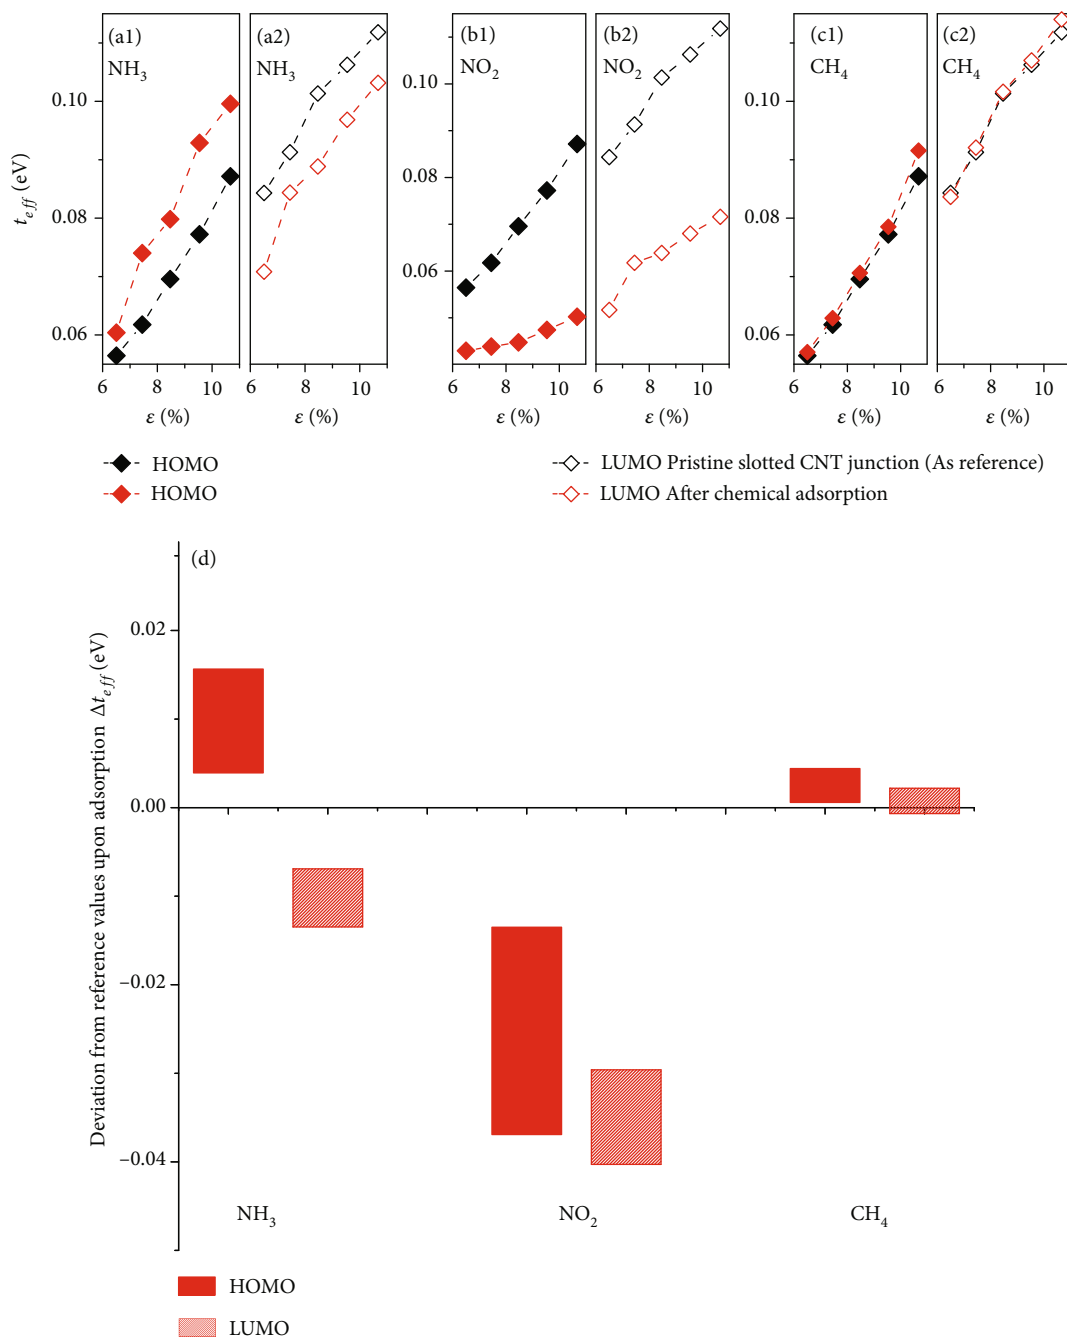 (a1)
NH3
(a2)
NH3
(b1)
NO2
(b2)
NO2
(c1)
CH4
(c2)
CH4
0.10
0.08
0.06
0.10
0.08
0.06
0.10
0.08
0.06
t_eff (eV)
6 8 10 6 8 10
6 8 10 6 8 10
6 8 10 6 8 10
ε (%) ε (%)
ε (%) ε (%)
ε (%) ε (%)
HOMO
HOMO
LUMO Pristine slotted CNT junction (As reference)
LUMO After chemical adsorption
(d)
Deviation from reference values upon adsorption Δt_eff (eV)
0.02
0.00
−0.02
−0.04
NH3 NO2 CH4
HOMO
LUMO